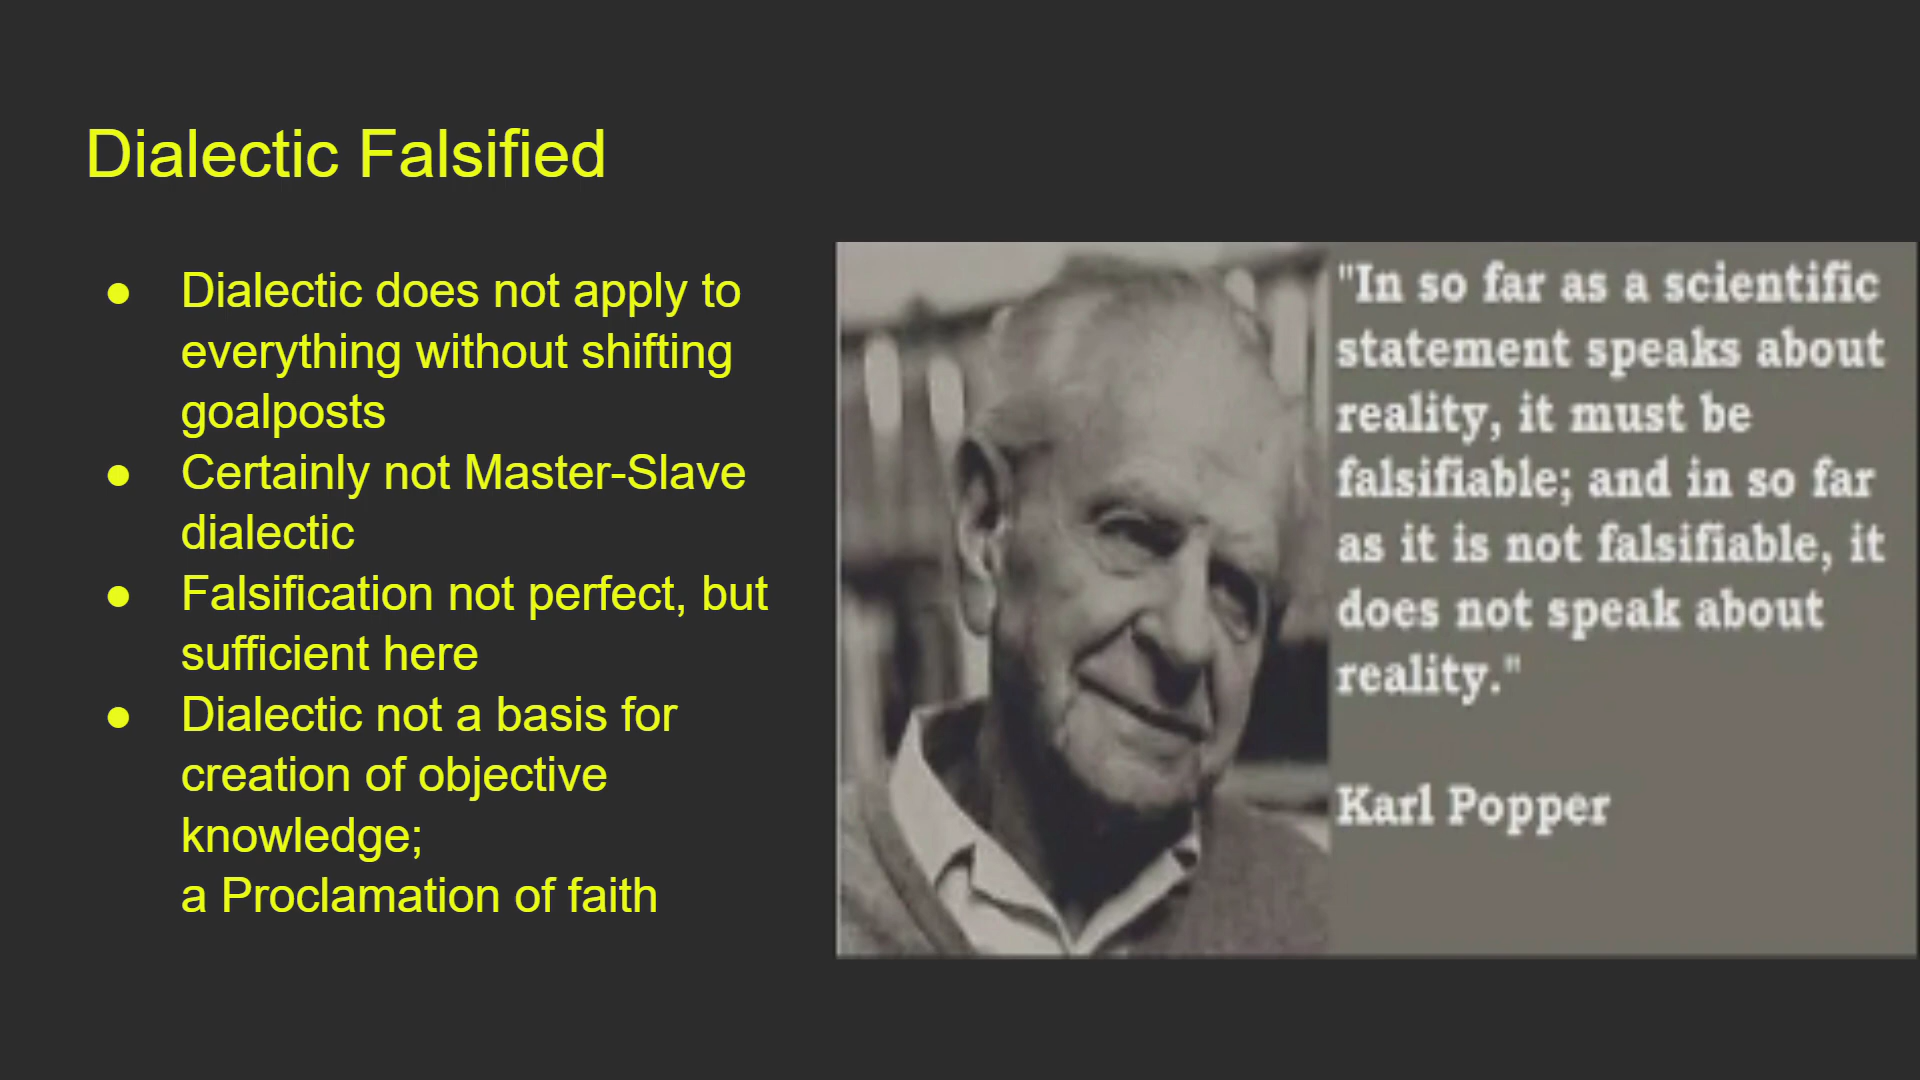 Dialectic Falsified
● Dialectic does not apply to
everything without shifting
goalposts
● Certainly not Master-Slave
dialectic
● Falsification not perfect, but
sufficient here
● Dialectic not a basis for
creation of objective
knowledge;
a Proclamation of faith
"In so far as a scientific
statement speaks about
reality, it must be
falsifiable; and in so far
as it is not falsifiable, it
does not speak about
reality."
Karl Popper